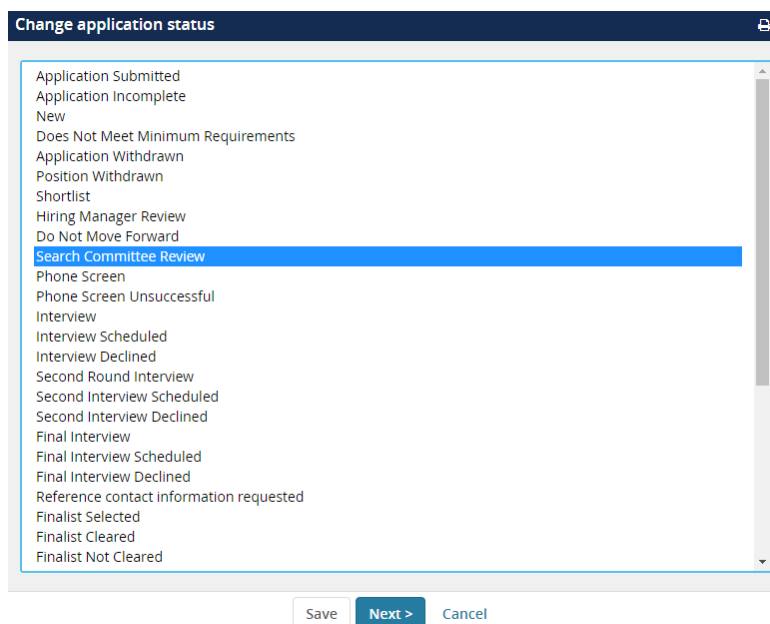 Change application status
Application Submitted
Application Incomplete
New
Does Not Meet Minimum Requirements
Application Withdrawn
Position Withdrawn
Shortlist
Hiring Manager Review
Do Not Move Forward
Search Committee Review
Phone Screen
Phone Screen Unsuccessful
Interview
Interview Scheduled
Interview Declined
Second Round Interview
Second Interview Scheduled
Second Interview Declined
Final Interview
Final Interview Scheduled
Final Interview Declined
Reference contact information requested
Finalist Selected
Finalist Cleared
Finalist Not Cleared
Save Next > Cancel